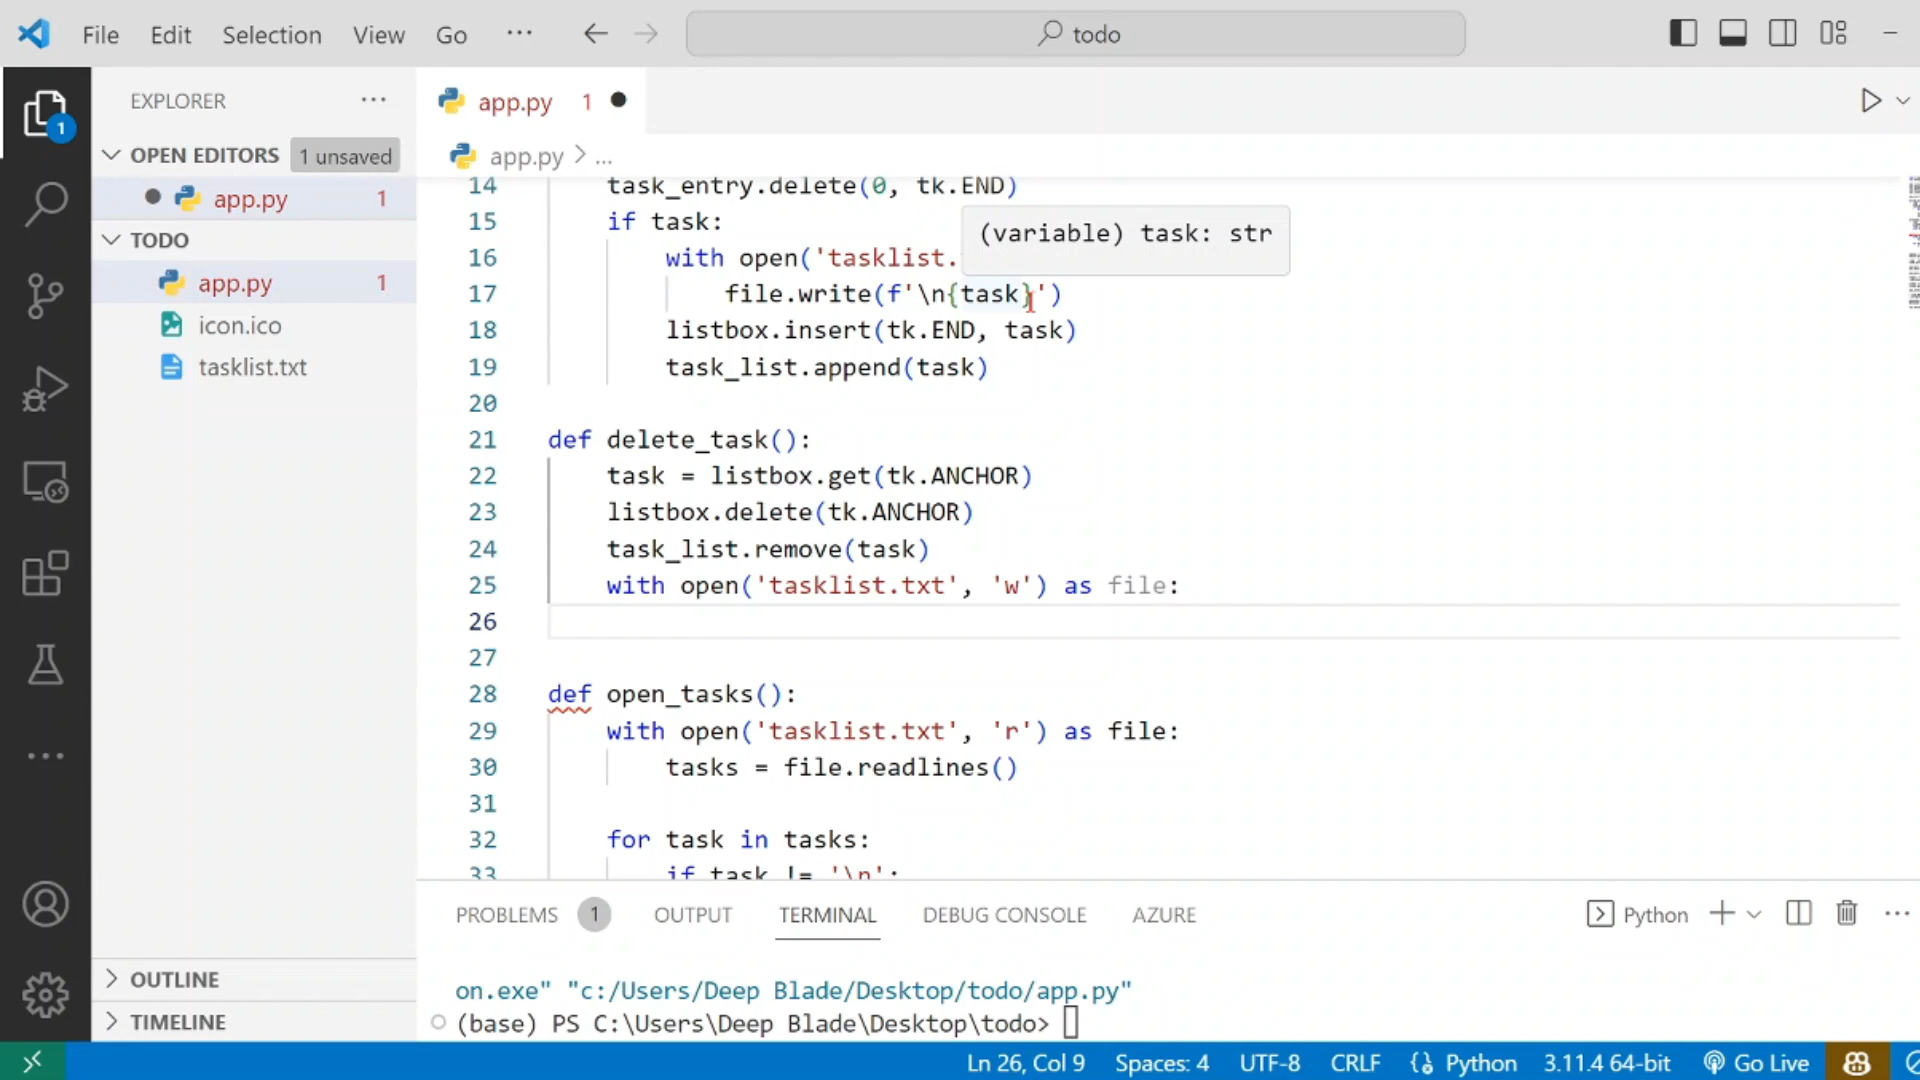 File Edit Selection View Go ... todo
EXPLORER ...
app.py 1
OPEN EDITORS 1 unsaved
app.py > ...
app.py 1
TODO
app.py 1
icon.ico
tasklist.txt
OUTLINE
TIMELINE
1
14 task_entry.delete(0, tk.END)
15 if task:
(variable) task: str
16 with open('tasklist.
17 file.write(f'\n{task}')
18 listbox.insert(tk.END, task)
19 task_list.append(task)
20
21 def delete_task():
22 task = listbox.get(tk.ANCHOR)
23 listbox.delete(tk.ANCHOR)
24 task_list.remove(task)
25 with open('tasklist.txt', 'w') as file:
26
27
28 def open_tasks():
29 with open('tasklist.txt', 'r') as file:
30 tasks = file.readlines()
31
32 for task in tasks:
33 if task != '\n':
PROBLEMS 1 OUTPUT TERMINAL DEBUG CONSOLE AZURE Python
on.exe" "c:/Users/Deep Blade/Desktop/todo/app.py"
(base) PS C:\Users\Deep Blade\Desktop\todo>
Ln 26, Col 9 Spaces: 4 UTF-8 CRLF {} Python 3.11.4 64-bit Go Live